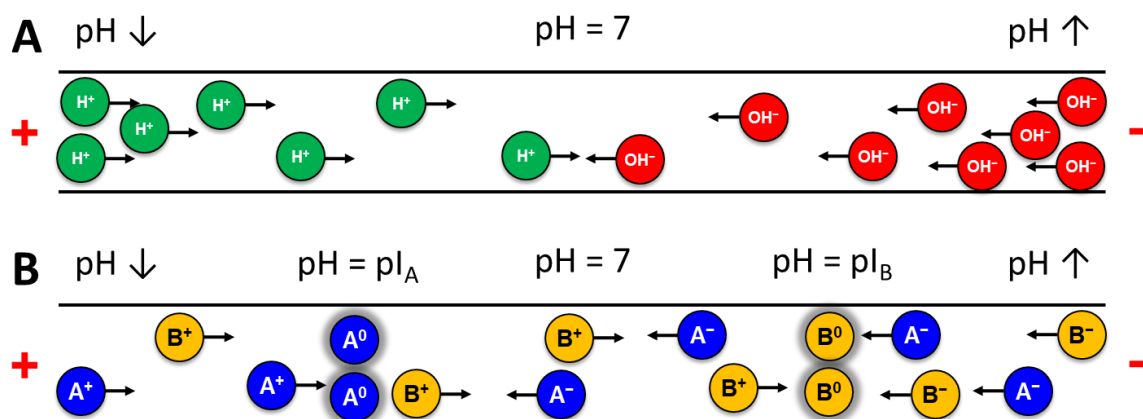 A pH ↓ pH = 7 pH ↑
H⁺ H⁺ H⁺ OH⁻ OH⁻ OH⁻
+ H⁺ OH⁻ -
H⁺ H⁺ H⁺ OH⁻ OH⁻ OH⁻ OH⁻
B pH ↓ pH = pI_A pH = 7 pH = pI_B pH ↑
B⁺ A⁰ B⁺ A⁻ B⁰ A⁻ B⁻
+ -
A⁺ A⁺ A⁰ B⁺ A⁻ B⁺ B⁰ B⁻ A⁻